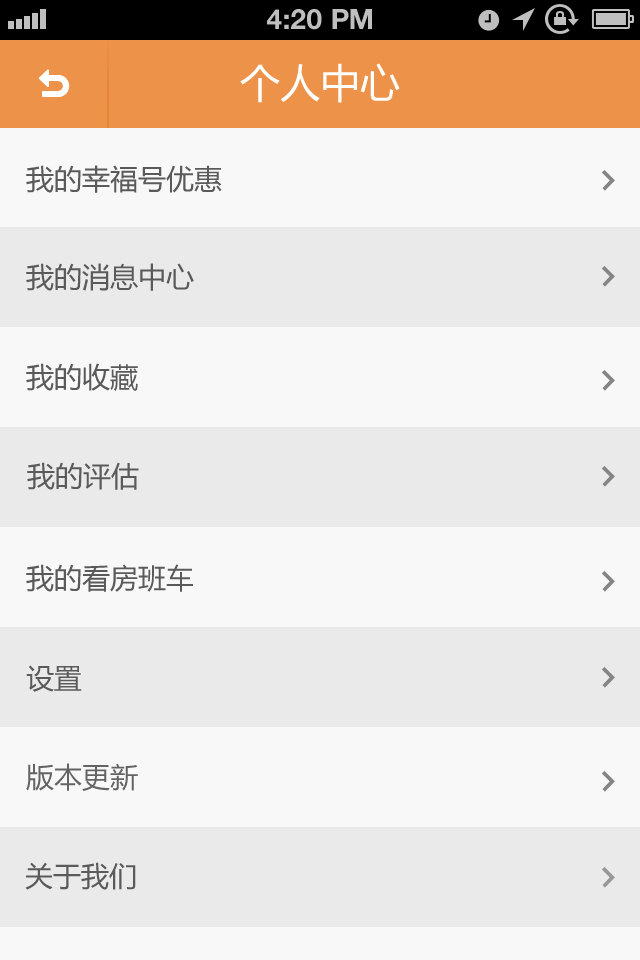 4:20 PM
个人中心
我的幸福号优惠
我的消息中心
我的收藏
我的评估
我的看房班车
设置
版本更新
关于我们